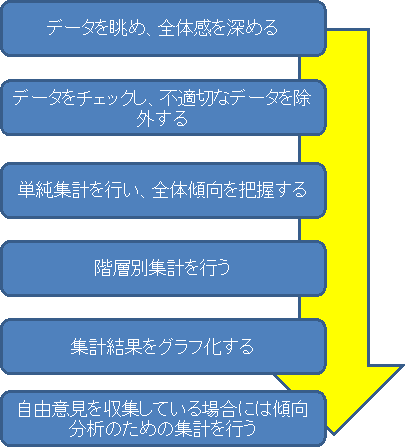 データを眺め、全体感を深める
データをチェックし、不適切なデータを除
外する
単純集計を行い、全体傾向を把握する
階層別集計を行う
集計結果をグラフ化する
自由意見を収集している場合には傾向
分析のための集計を行う